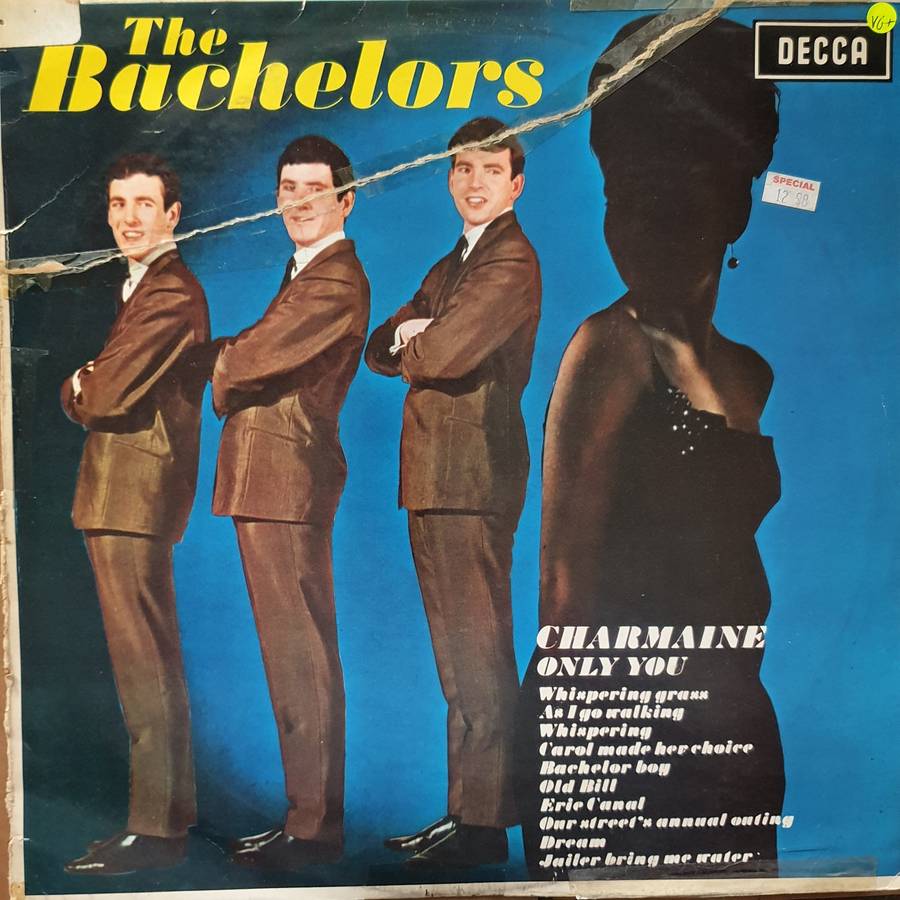 The
Bachelors
DECCA
VG+
SPECIAL
12 98
CHARMAINE
ONLY YOU
Whispering grass
As I go walking
Whispering
Carol made her choice
Bachelor boy
Old Bill
Erie Canal
Our street's annual outing
Dream
Jailer bring me water